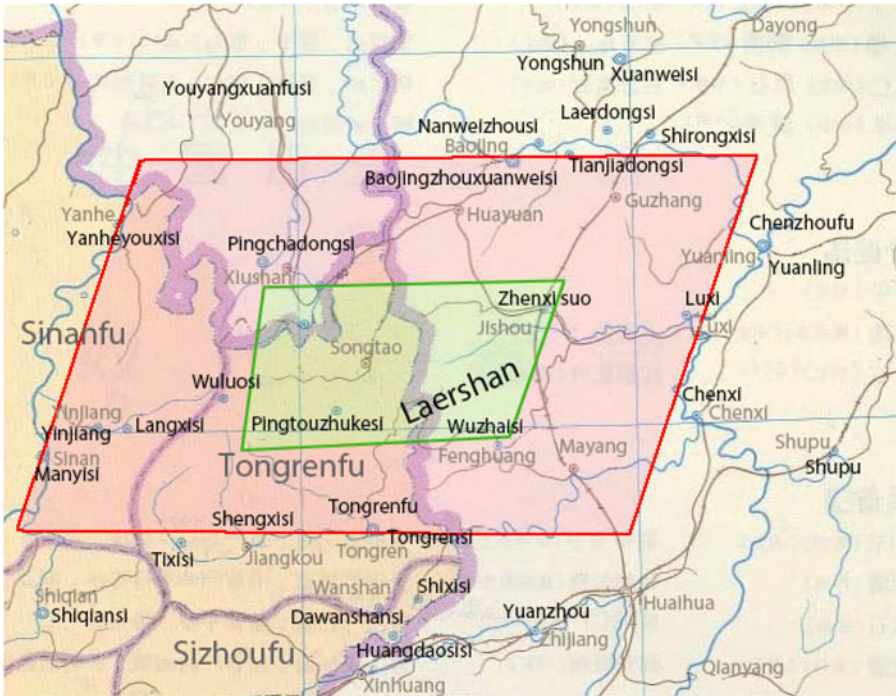 Yongshun
Dayong
Yongshun
Xuanweisi
Youyangxuanfusi
Youyang
Laerdongsi
Nanweizhousi
Shirongxisi
Baojing
Tianjiadongsi
Baojingzhouxuanweisi
Yanhe
Huayuan
Guzhang
Yanheyouxisi
Pingchadongsi
Chenzhoufu
Xiushan
Yuanling
Yuanling
Zhenxi suo
Luxi
Sinanfu
Jishou
Luxi
Songtao
Laershan
Wuluosi
Chenxi
Yinjiang
Pingtouzhukesi
Chenxi
Yinjiang
Langxisi
Wuzhaisi
Shupu
Sinan
Fenghuang
Mayang
Shupu
Manyisi
Tongrenfu
Tongrenfu
Shengxisi
Tongrensi
Tixisi
Jiangkou
Tongren
Shiqian
Wanshan
Shixisi
Huaihua
Shiqiansi
Dawanshansi
Yuanzhou
Zhijiang
Sizhoufu
Huangdaosisi
Qianyang
Xinhuang